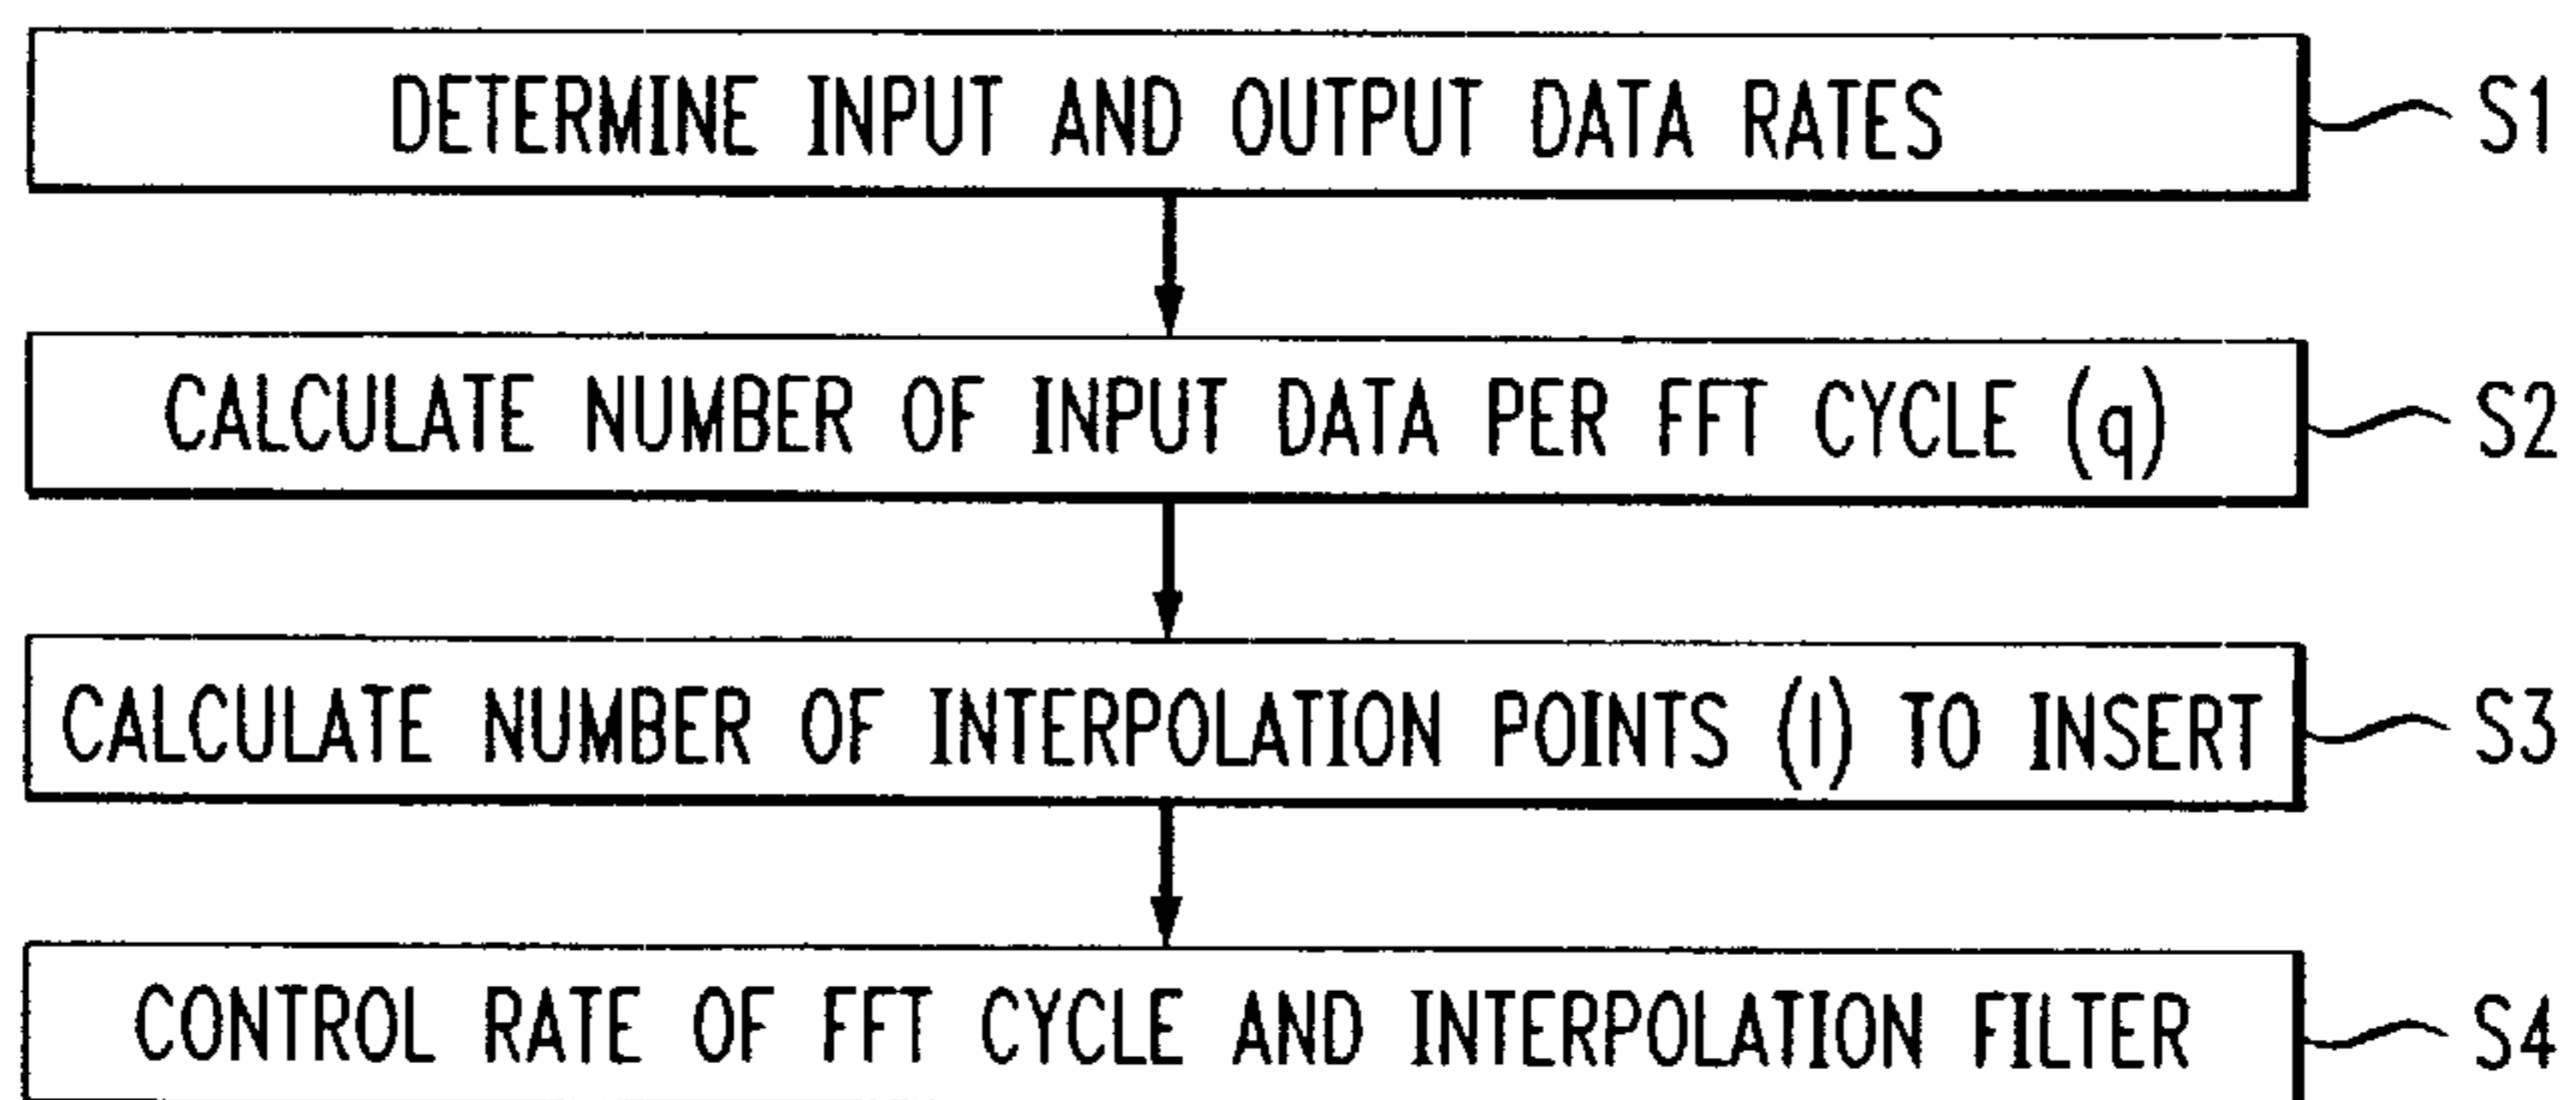 DETERMINE INPUT AND OUTPUT DATA RATES S1
CALCULATE NUMBER OF INPUT DATA PER FFT CYCLE (q) S2
CALCULATE NUMBER OF INTERPOLATION POINTS (l) TO INSERT S3
CONTROL RATE OF FFT CYCLE AND INTERPOLATION FILTER S4